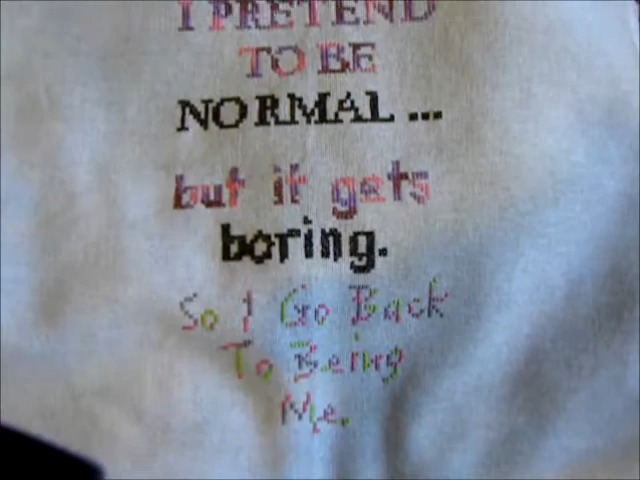 I PRETEND
TO BE
NORMAL ...
but it gets
boring.
So I Go Back
To Being
Me.